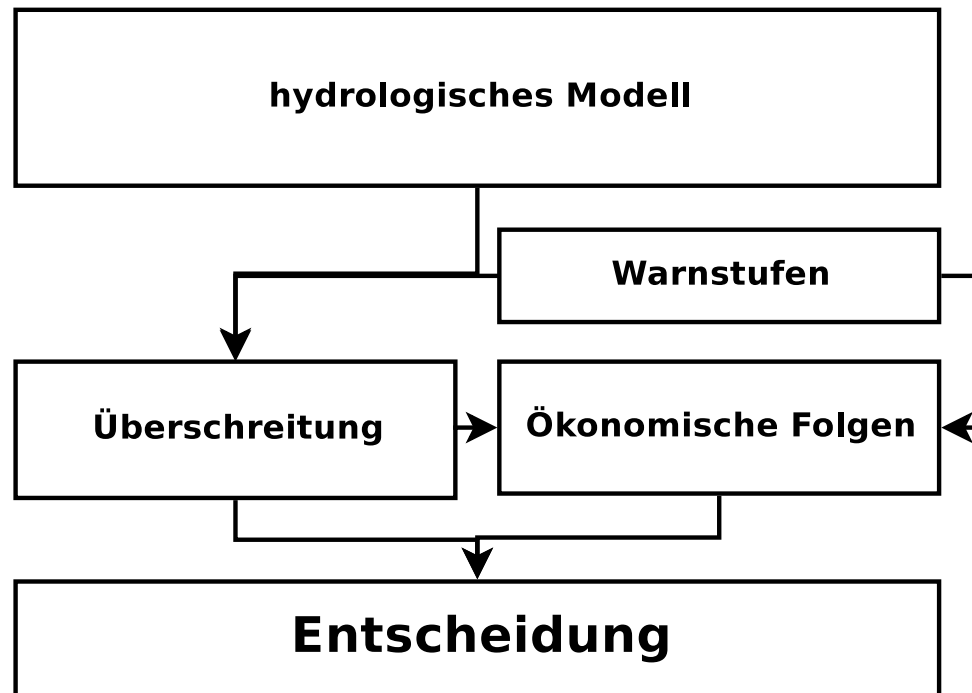 hydrologisches Modell
Warnstufen
Überschreitung
Ökonomische Folgen
Entscheidung